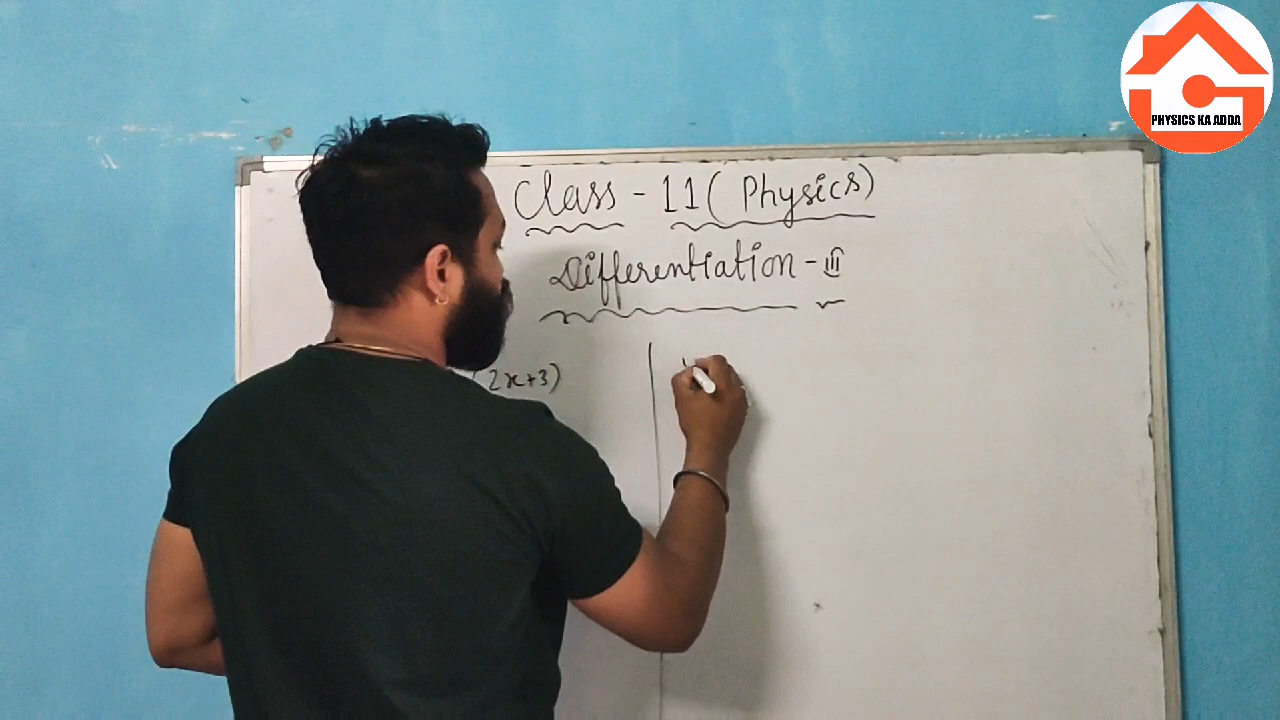 PHYSICS KA ADDA
Class - 11 ( Physics)
Differentiation - III
(2x+3)